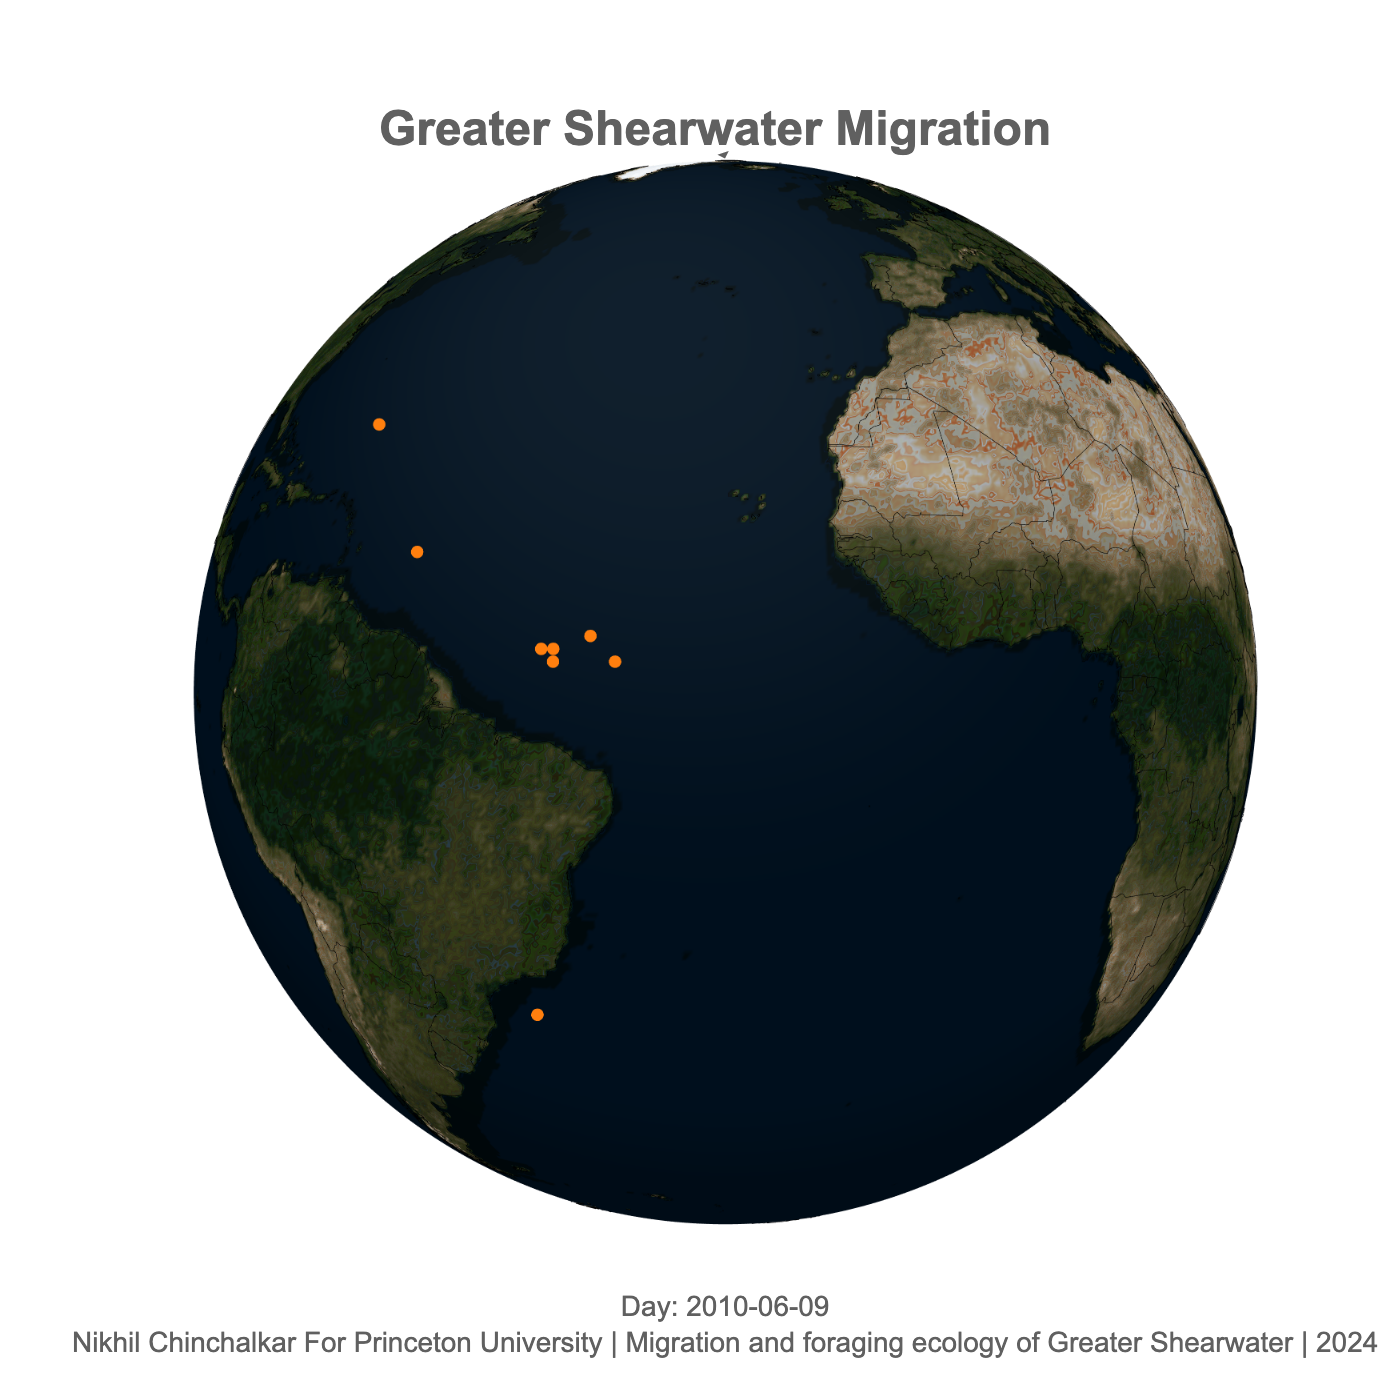 Greater Shearwater Migration
Day: 2010-06-09
Nikhil Chinchalkar For Princeton University | Migration and foraging ecology of Greater Shearwater | 2024